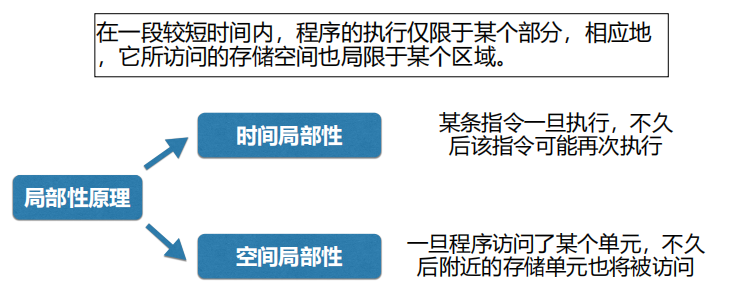 在一段较短时间内，程序的执行仅限于某个部分，相应地
，它所访问的存储空间也局限于某个区域。
时间局部性
某条指令一旦执行，不久
后该指令可能再次执行
局部性原理
空间局部性
一旦程序访问了某个单元，不久
后附近的存储单元也将被访问